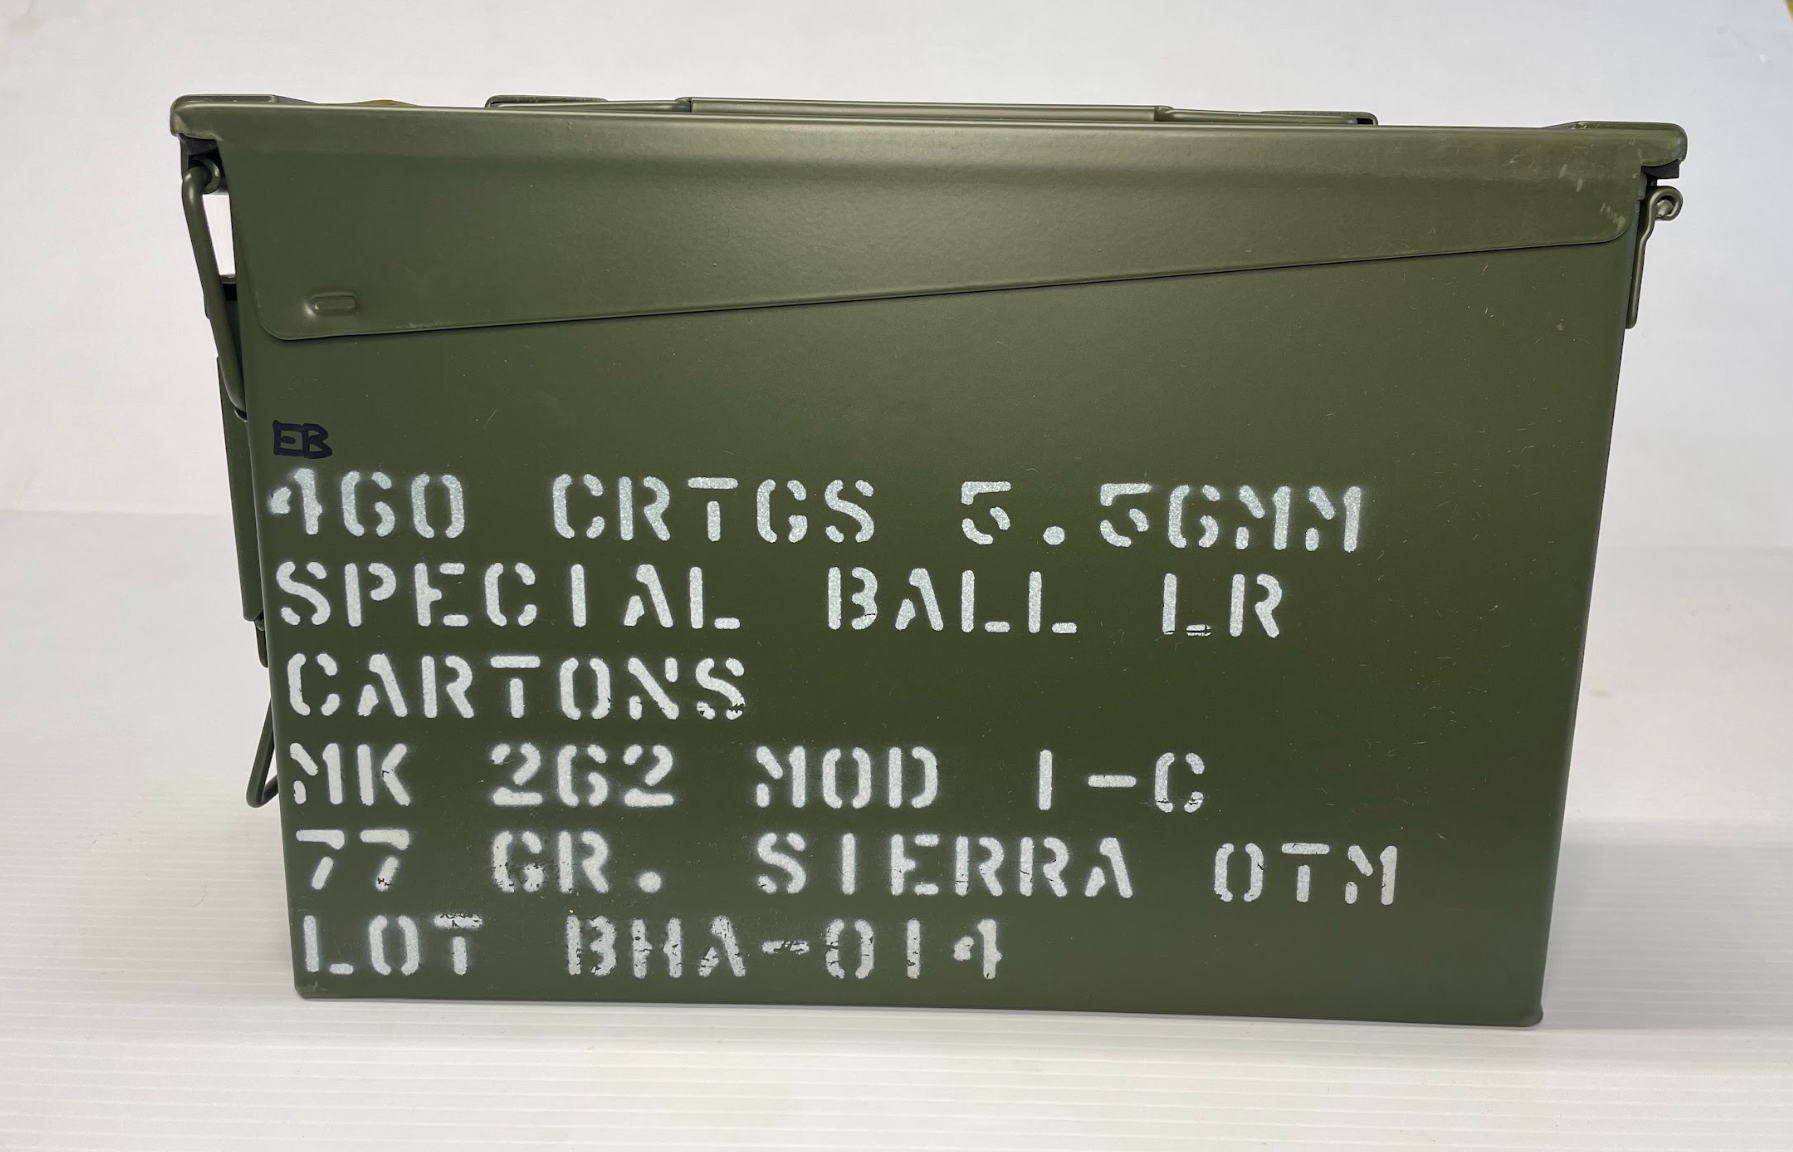 EB
460 CRTGS 5.56MM
SPECIAL BALL LR
CARTONS
MK 262 MOD 1-C
77 GR. SIERRA OTM
LOT BHA-014